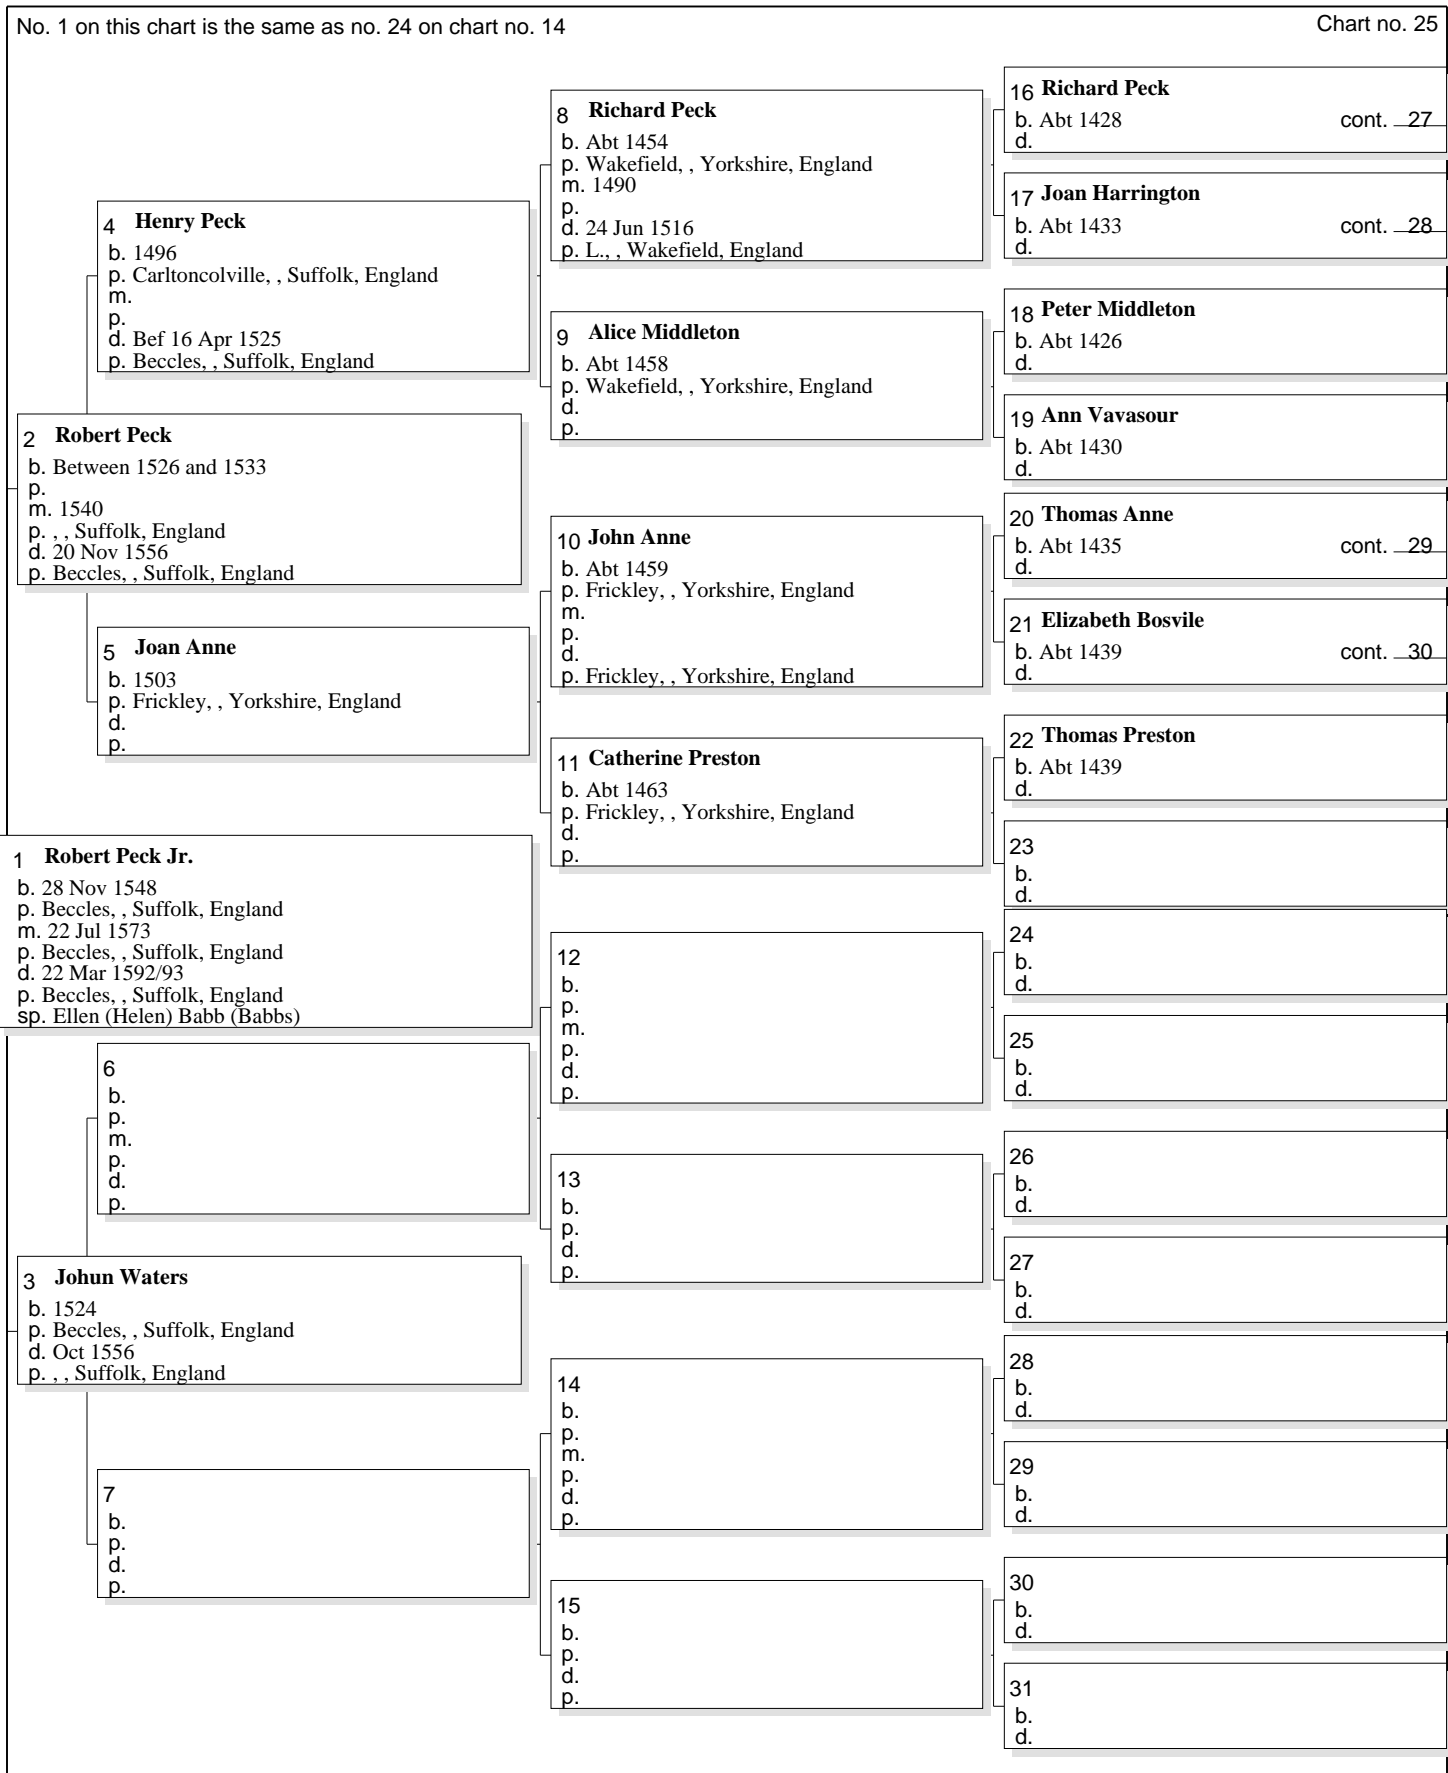 No. 1 on this chart is the same as no. 24 on chart no. 14
Chart no. 25
16 Richard Peck
b. Abt 1428 cont. 27
d.
8 Richard Peck
b. Abt 1454
p. Wakefield, , Yorkshire, England
m. 1490
p.
d. 24 Jun 1516
p. L., , Wakefield, England
17 Joan Harrington
b. Abt 1433 cont. 28
d.
4 Henry Peck
b. 1496
p. Carltoncolville, , Suffolk, England
m.
p.
d. Bef 16 Apr 1525
p. Beccles, , Suffolk, England
18 Peter Middleton
b. Abt 1426
d.
9 Alice Middleton
b. Abt 1458
p. Wakefield, , Yorkshire, England
d.
p.
19 Ann Vavasour
b. Abt 1430
d.
2 Robert Peck
b. Between 1526 and 1533
p.
m. 1540
p. , , Suffolk, England
d. 20 Nov 1556
p. Beccles, , Suffolk, England
20 Thomas Anne
b. Abt 1435 cont. 29
d.
10 John Anne
b. Abt 1459
p. Frickley, , Yorkshire, England
m.
p.
d.
p. Frickley, , Yorkshire, England
21 Elizabeth Bosvile
b. Abt 1439 cont. 30
d.
5 Joan Anne
b. 1503
p. Frickley, , Yorkshire, England
d.
p.
22 Thomas Preston
b. Abt 1439
d.
11 Catherine Preston
b. Abt 1463
p. Frickley, , Yorkshire, England
d.
p.
23
b.
d.
1 Robert Peck Jr.
b. 28 Nov 1548
p. Beccles, , Suffolk, England
m. 22 Jul 1573
p. Beccles, , Suffolk, England
d. 22 Mar 1592/93
p. Beccles, , Suffolk, England
sp. Ellen (Helen) Babb (Babbs)
24
b.
d.
12
b.
p.
m.
p.
d.
p.
25
b.
d.
6
b.
p.
m.
p.
d.
p.
26
b.
d.
13
b.
p.
d.
p.
27
b.
d.
3 Johun Waters
b. 1524
p. Beccles, , Suffolk, England
d. Oct 1556
p. , , Suffolk, England
28
b.
d.
14
b.
p.
m.
p.
d.
p.
29
b.
d.
7
b.
p.
d.
p.
30
b.
d.
15
b.
p.
d.
p.
31
b.
d.